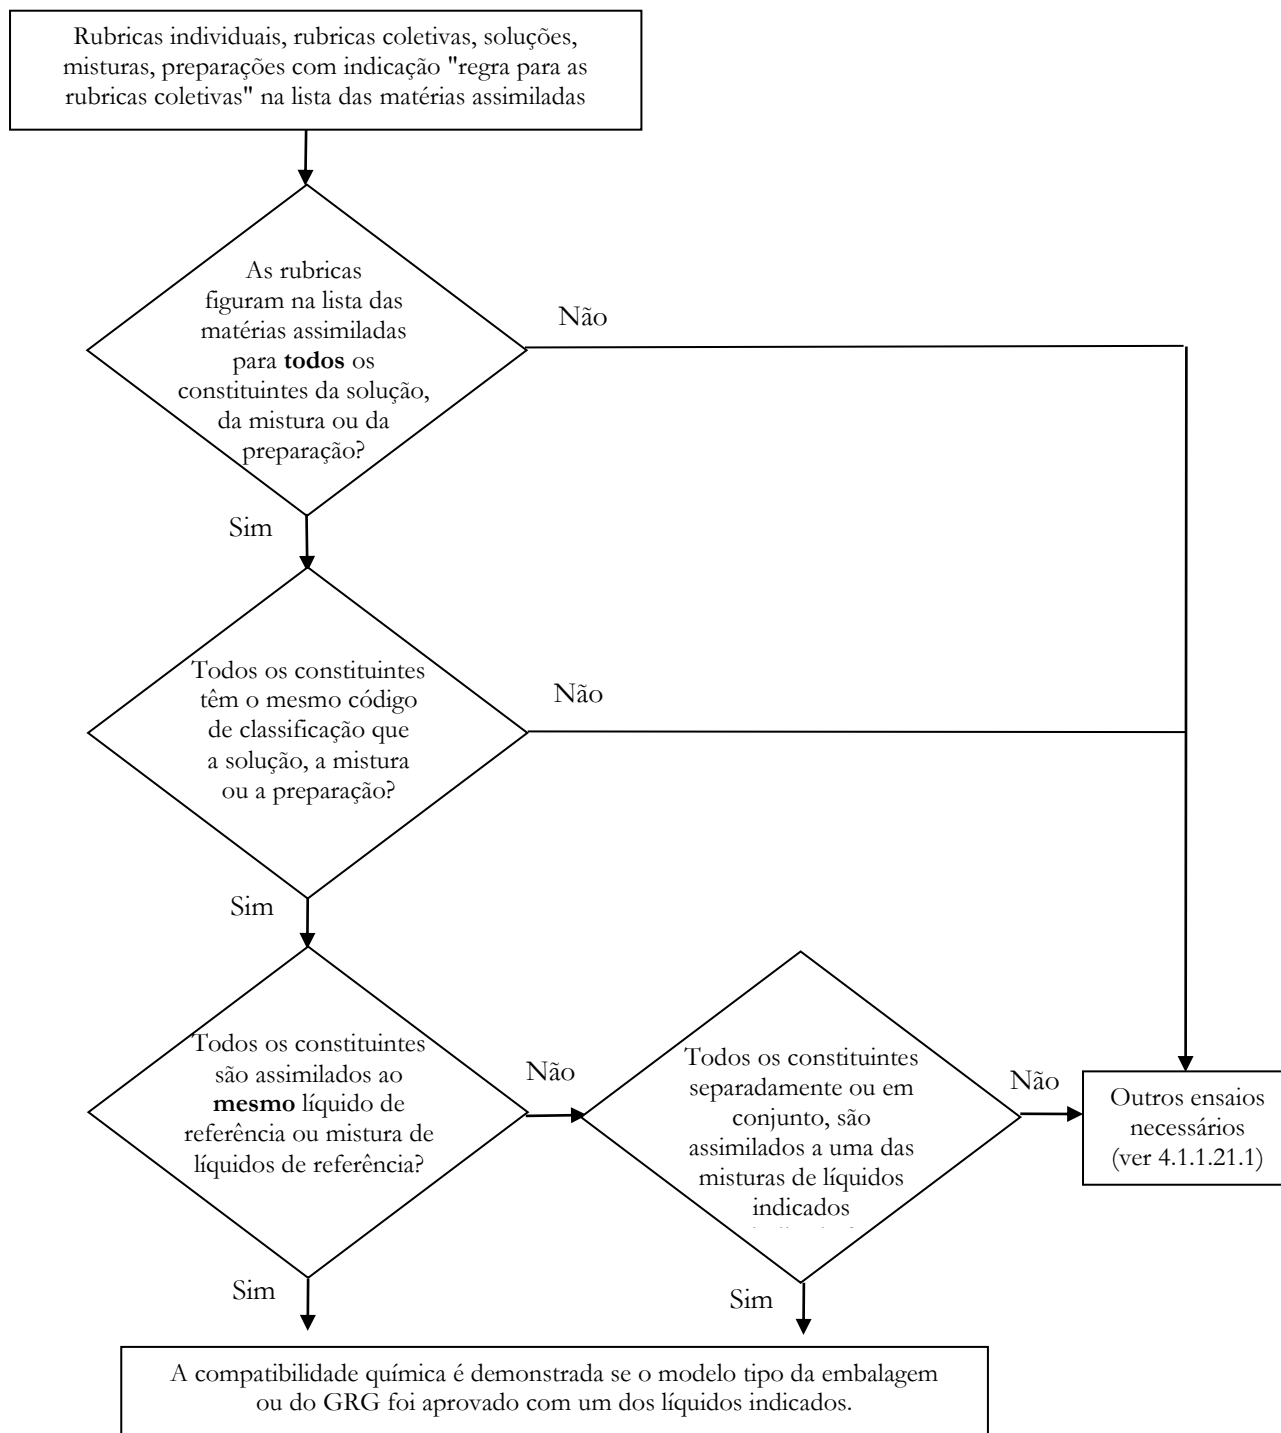 Rubricas individuais, rubricas coletivas, soluções,
misturas, preparações com indicação "regra para as
rubricas coletivas" na lista das matérias assimiladas
As rubricas
figuram na lista das
matérias assimiladas
para todos os
constituintes da solução,
da mistura ou da
preparação?
Não
Sim
Todos os constituintes
têm o mesmo código
de classificação que
a solução, a mistura
ou a preparação?
Não
Sim
Todos os constituintes
são assimilados ao
mesmo líquido de
referência ou mistura de
líquidos de referência?
Não
Todos os constituintes
separadamente ou em
conjunto, são
assimilados a uma das
misturas de líquidos
indicados
Não
Outros ensaios
necessários
(ver 4.1.1.21.1)
Sim
Sim
A compatibilidade química é demonstrada se o modelo tipo da embalagem
ou do GRG foi aprovado com um dos líquidos indicados.